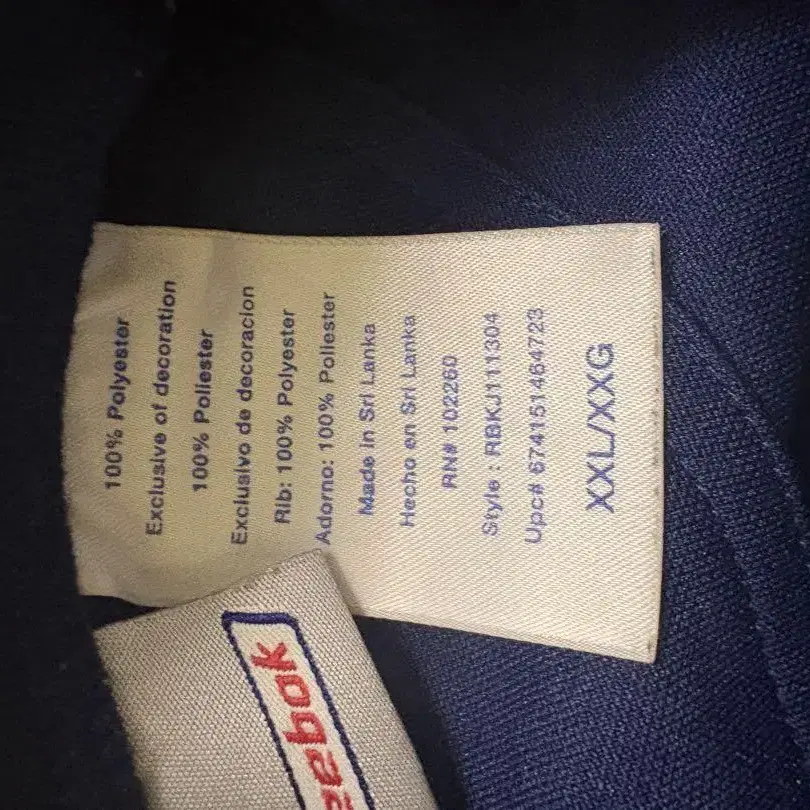 100% Polyester
Exclusive of decoration
100% Poliester
Exclusivo de decoracion
Rib: 100% Polyester
Adorno: 100% Poliester
Made in Sri Lanka
Hecho en Sri Lanka
RN# 102260
Style : RBKJ111304
Upc# 674151464723
XXL/XXG
eebok